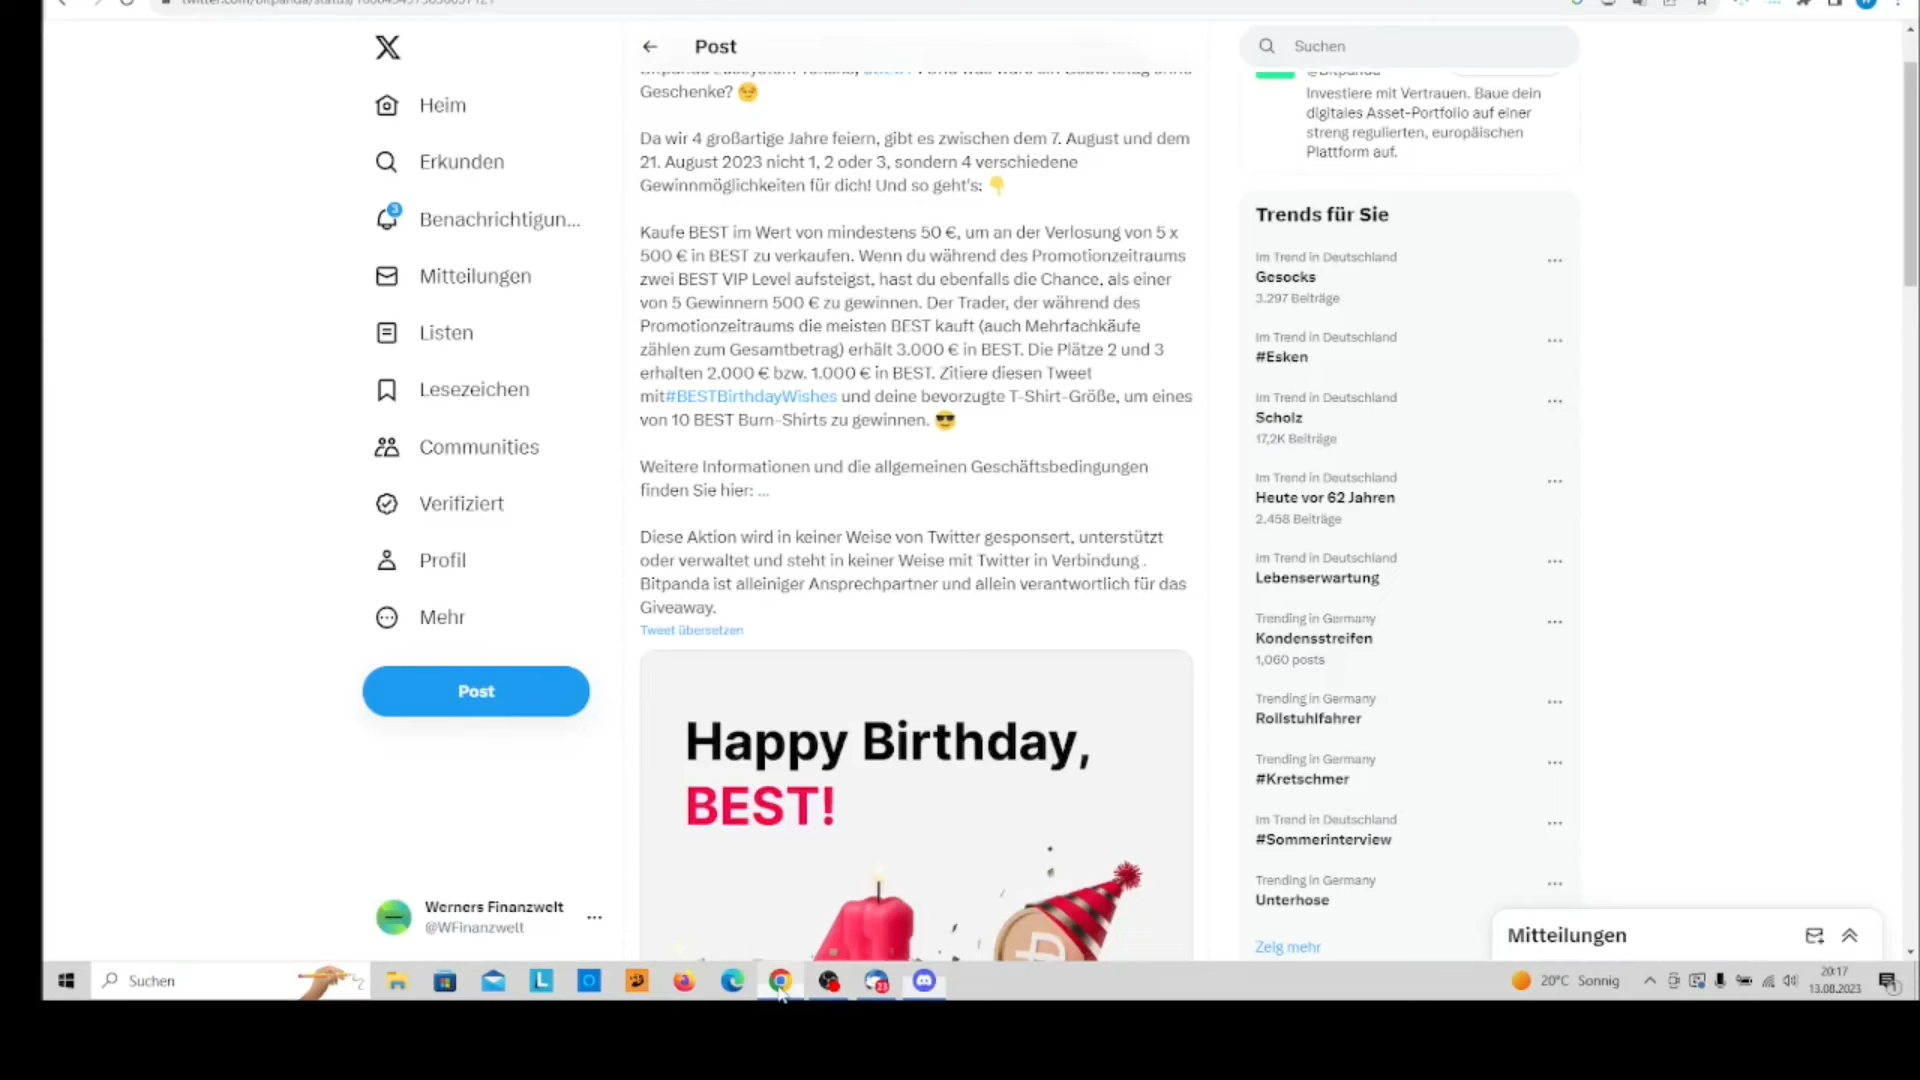 Post
Suchen
Heim
Erkunden
3
Benachrichtigun...
Mitteilungen
Listen
Lesezeichen
Communities
Verifiziert
Profil
Mehr
Post
Werners Finanzwelt
@WFinanzwelt
Geschenke? 😏
Da wir 4 großartige Jahre feiern, gibt es zwischen dem 7. August und dem
21. August 2023 nicht 1, 2 oder 3, sondern 4 verschiedene
Gewinnmöglichkeiten für dich! Und so geht's: 👇
Kaufe BEST im Wert von mindestens 50 €, um an der Verlosung von 5 x
500 € in BEST zu verkaufen. Wenn du während des Promotionzeitraums
zwei BEST VIP Level aufsteigst, hast du ebenfalls die Chance, als einer
von 5 Gewinnern 500 € zu gewinnen. Der Trader, der während des
Promotionzeitraums die meisten BEST kauft (auch Mehrfachkäufe
zählen zum Gesamtbetrag) erhält 3.000 € in BEST. Die Plätze 2 und 3
erhalten 2.000 € bzw. 1.000 € in BEST. Zitiere diesen Tweet
mit#BESTBirthdayWishes und deine bevorzugte T-Shirt-Größe, um eines
von 10 BEST Burn-Shirts zu gewinnen. 😎
Weitere Informationen und die allgemeinen Geschäftsbedingungen
finden Sie hier: ...
Diese Aktion wird in keiner Weise von Twitter gesponsert, unterstützt
oder verwaltet und steht in keiner Weise mit Twitter in Verbindung .
Bitpanda ist alleiniger Ansprechpartner und allein verantwortlich für das
Giveaway.
Tweet übersetzen
Happy Birthday,
BEST!
@Bitpanda
Investiere mit Vertrauen. Baue dein
digitales Asset-Portfolio auf einer
streng regulierten, europäischen
Plattform auf.
Trends für Sie
Im Trend in Deutschland
Gesocks
3.297 Beiträge
Im Trend in Deutschland
#Esken
Im Trend in Deutschland
Scholz
17,2K Beiträge
Im Trend in Deutschland
Heute vor 62 Jahren
2.458 Beiträge
Im Trend in Deutschland
Lebenserwartung
Trending in Germany
Kondensstreifen
1,060 posts
Trending in Germany
Rollstuhlfahrer
Trending in Germany
#Kretschmer
Im Trend in Deutschland
#Sommerinterview
Trending in Germany
Unterhose
Zeig mehr
Mitteilungen
Suchen
20°C Sonnig
20:17
13.08.2023